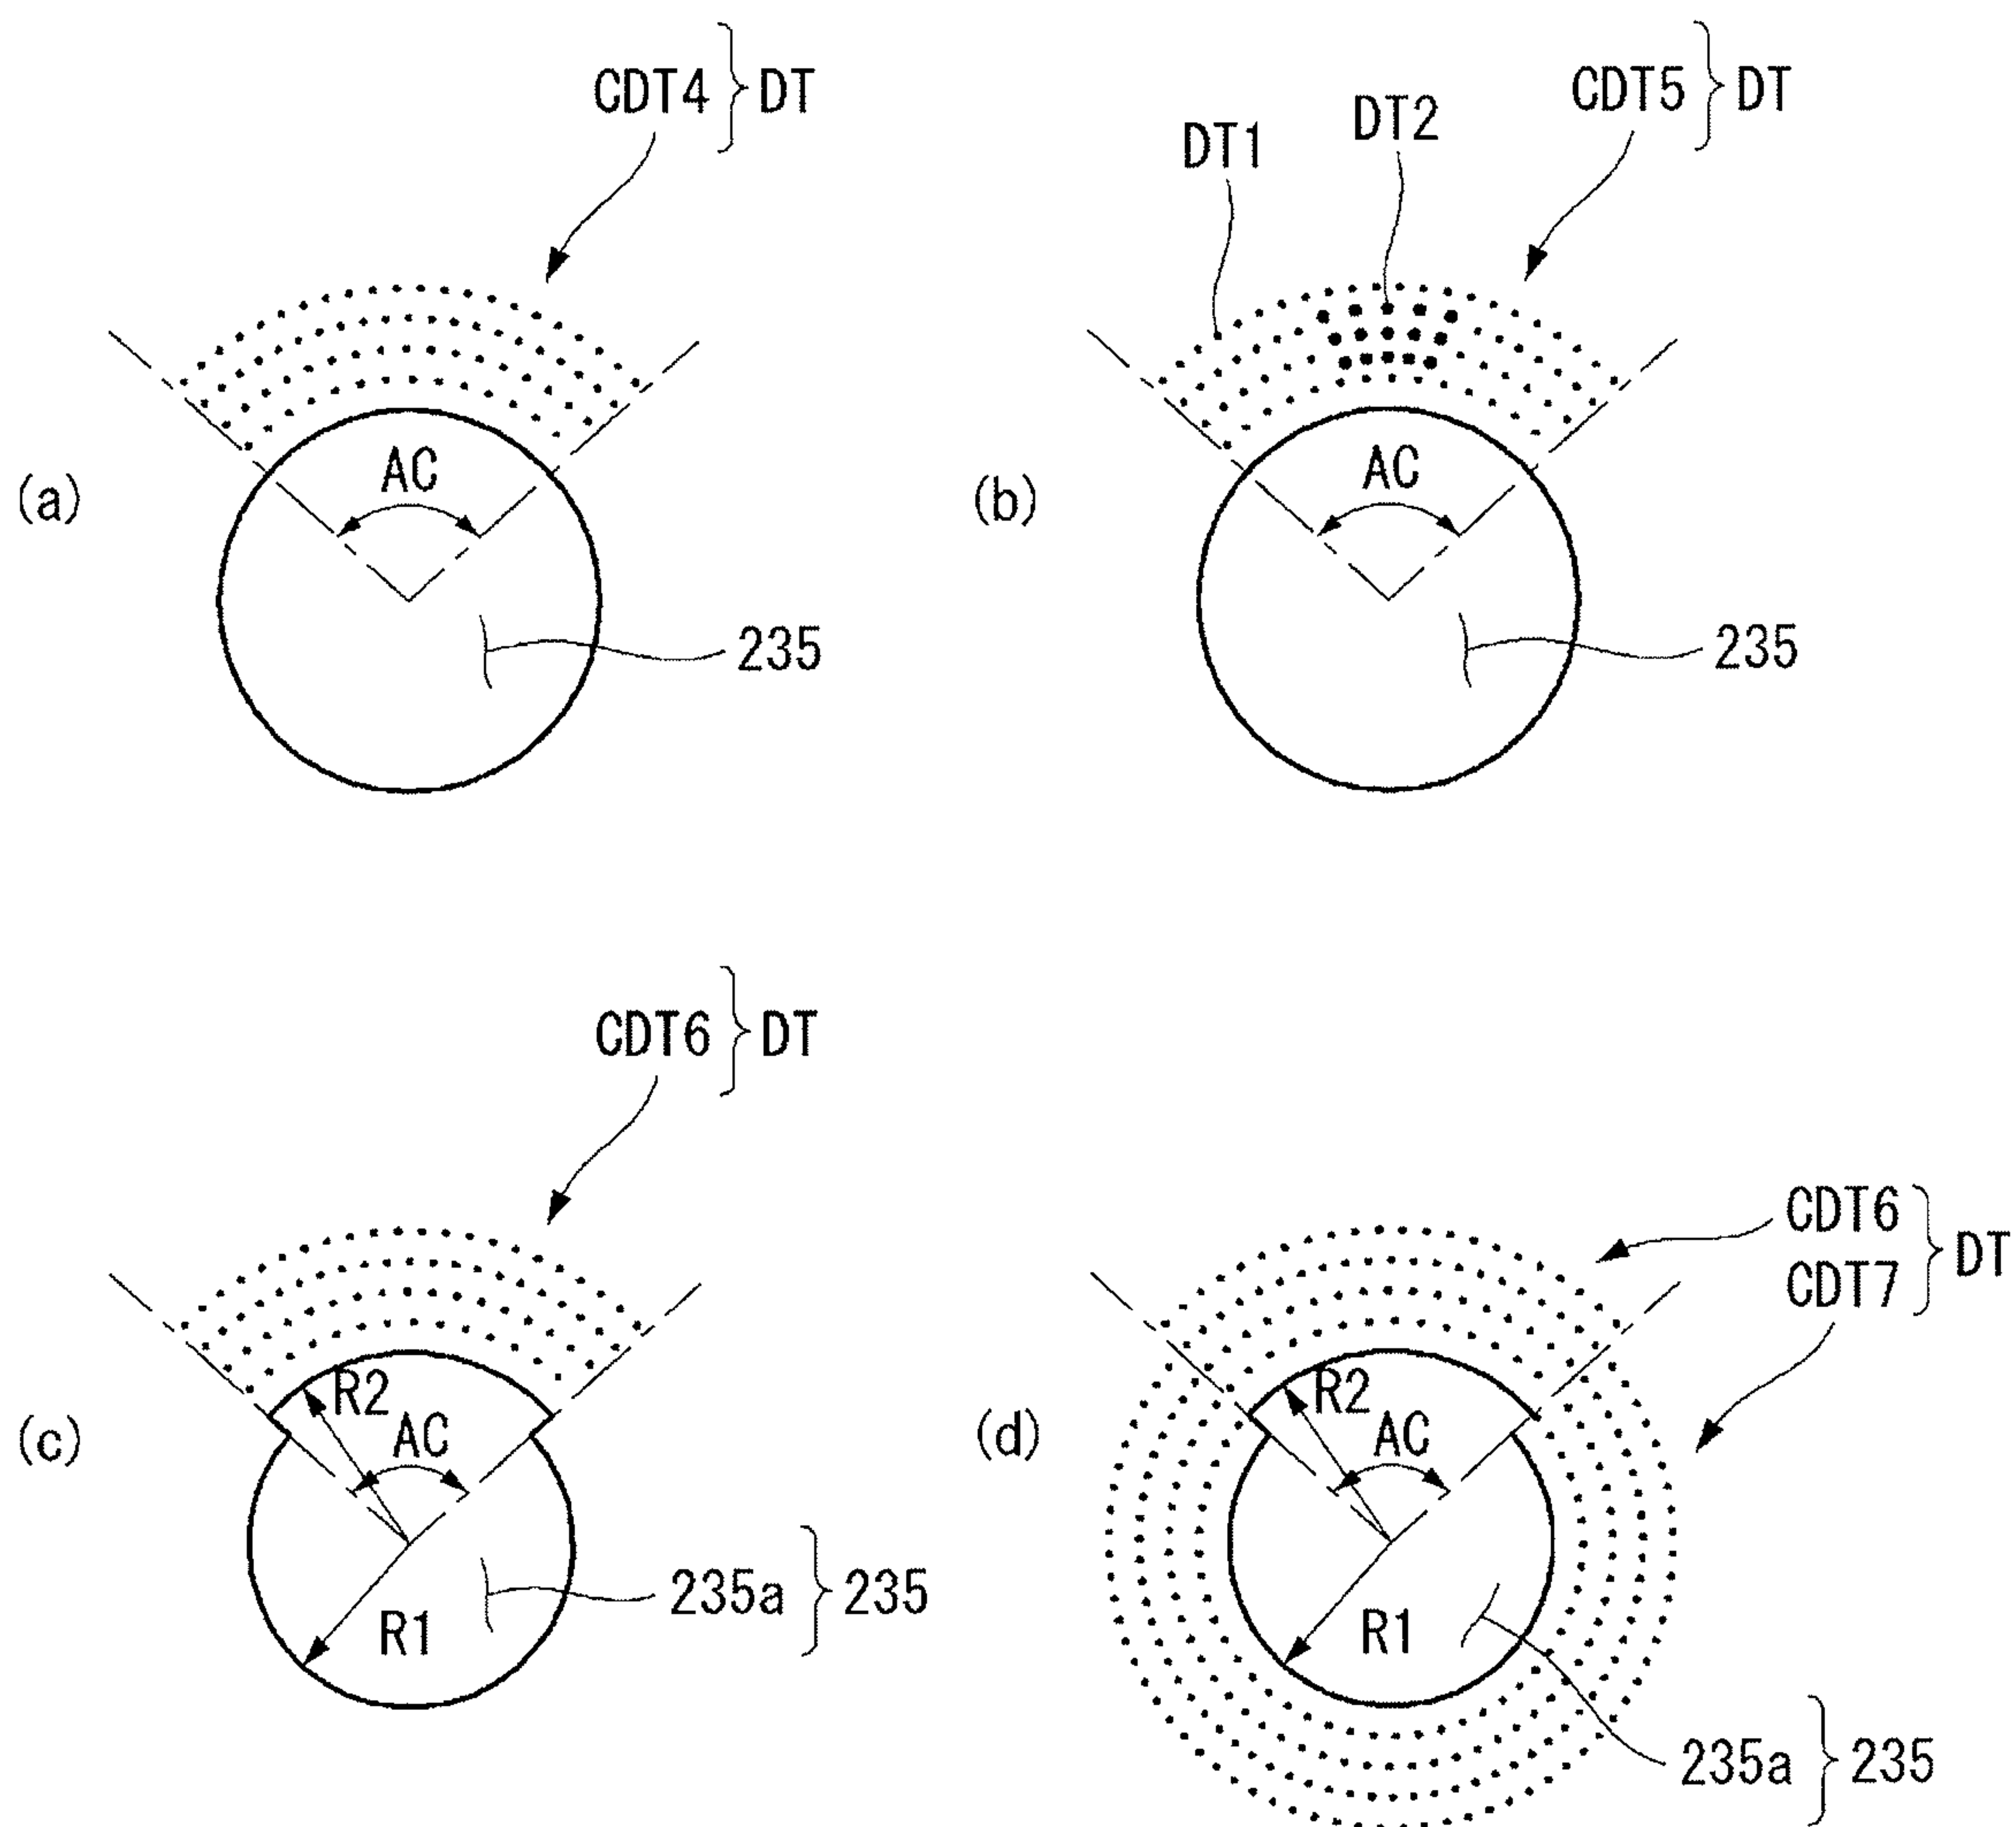 CDT4 } DT
AC
(a)
235
CDT5 } DT
DT2
DT1
AC
(b)
235
CDT6 } DT
R2
AC
(c)
235a } 235
R1
CDT6
CDT7 } DT
R2
AC
(d)
R1
235a } 235